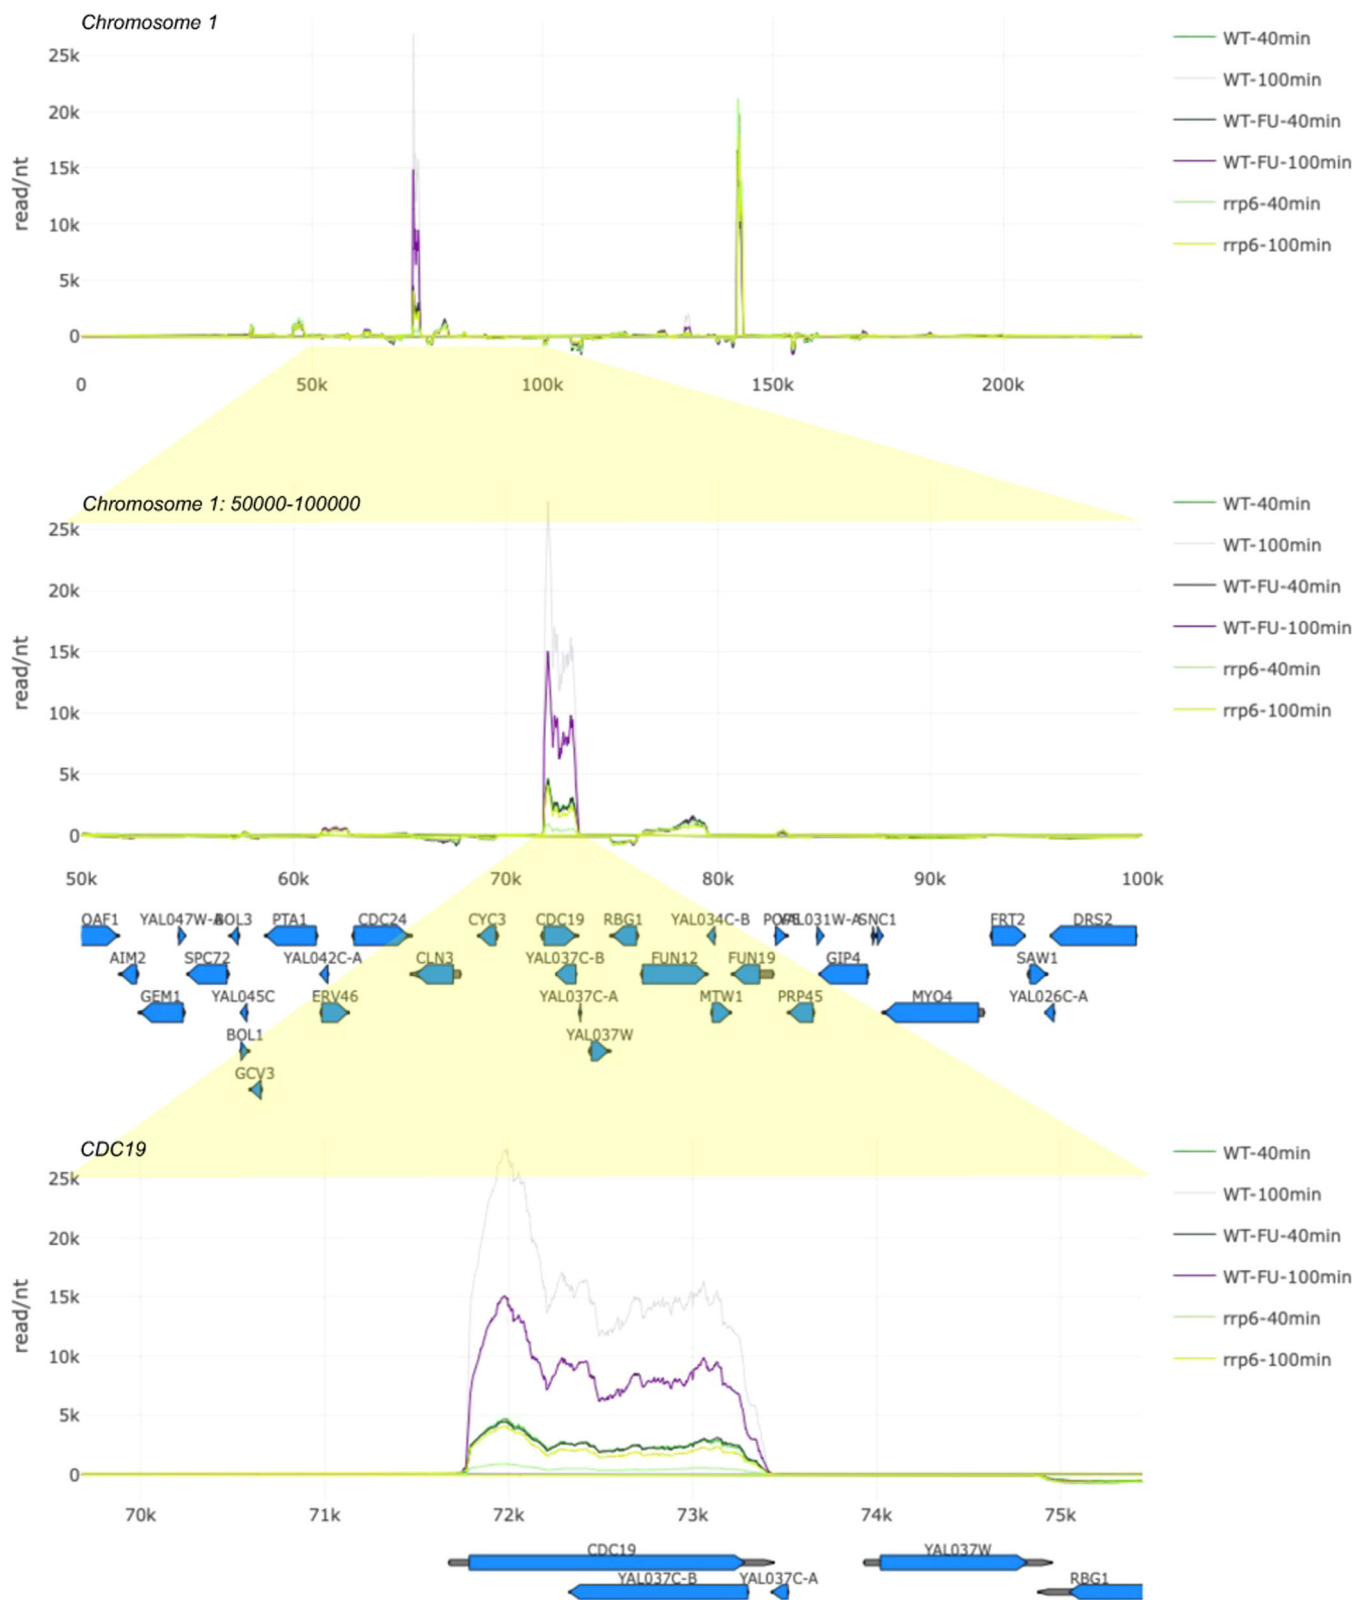 Chromosome 1
25k
20k
15k
10k
5k
0
read/nt
0 50k 100k 150k 200k
WT-40min
WT-100min
WT-FU-40min
WT-FU-100min
rrp6-40min
rrp6-100min
Chromosome 1: 50000-100000
25k
20k
15k
10k
5k
0
read/nt
50k 60k 70k 80k 90k 100k
WT-40min
WT-100min
WT-FU-40min
WT-FU-100min
rrp6-40min
rrp6-100min
OAF1 YAL047W-A BOL3 PTA1 CDC24 CYC3 CDC19 RBG1 YAL034C-B YAL031W-A SNC1 FRT2 DRS2
AIM2 SPC72 YAL042C-A CLN3 YAL037C-B FUN12 FUN19 GIP4 SAW1
GEM1 YAL045C ERV46 YAL037C-A MTW1 PRP45 MYO4 YAL026C-A
BOL1 YAL037W
GCV3
CDC19
25k
20k
15k
10k
5k
0
read/nt
70k 71k 72k 73k 74k 75k
WT-40min
WT-100min
WT-FU-40min
WT-FU-100min
rrp6-40min
rrp6-100min
CDC19 YAL037W
YAL037C-B YAL037C-A RBG1